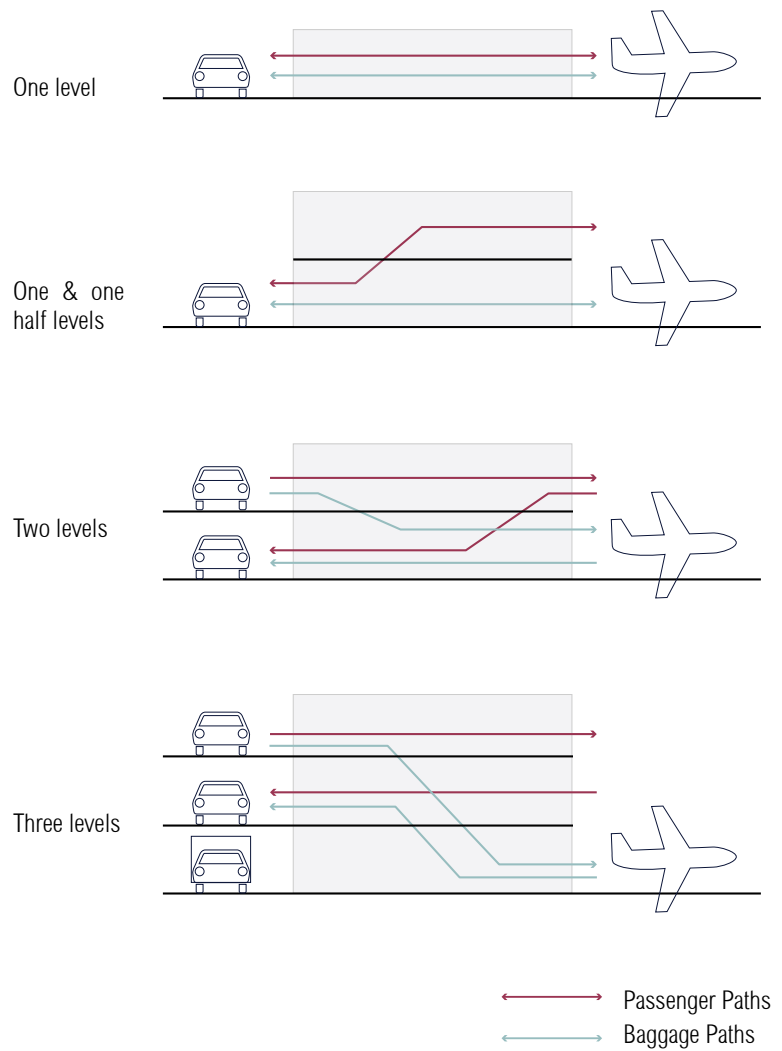 One level
One & one
half levels
Two levels
Three levels
Passenger Paths
Baggage Paths